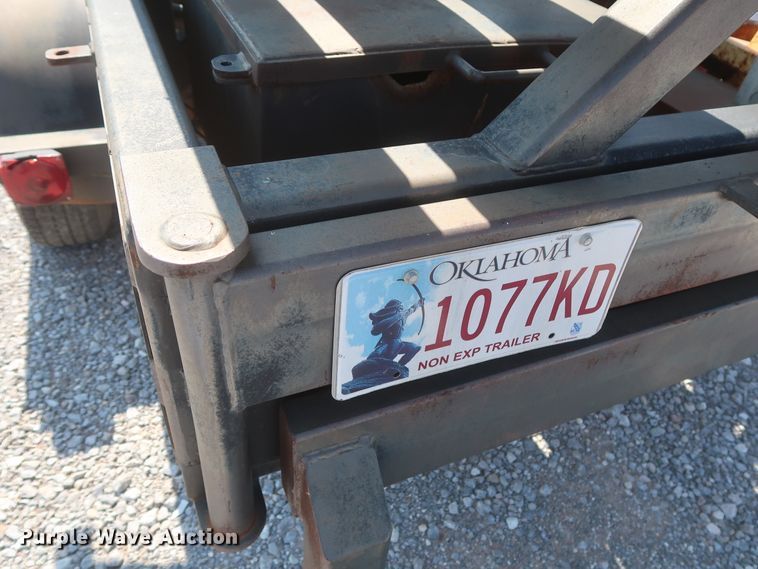 OKLAHOMA
1077KD
NON EXP TRAILER
Purple Wave Auction